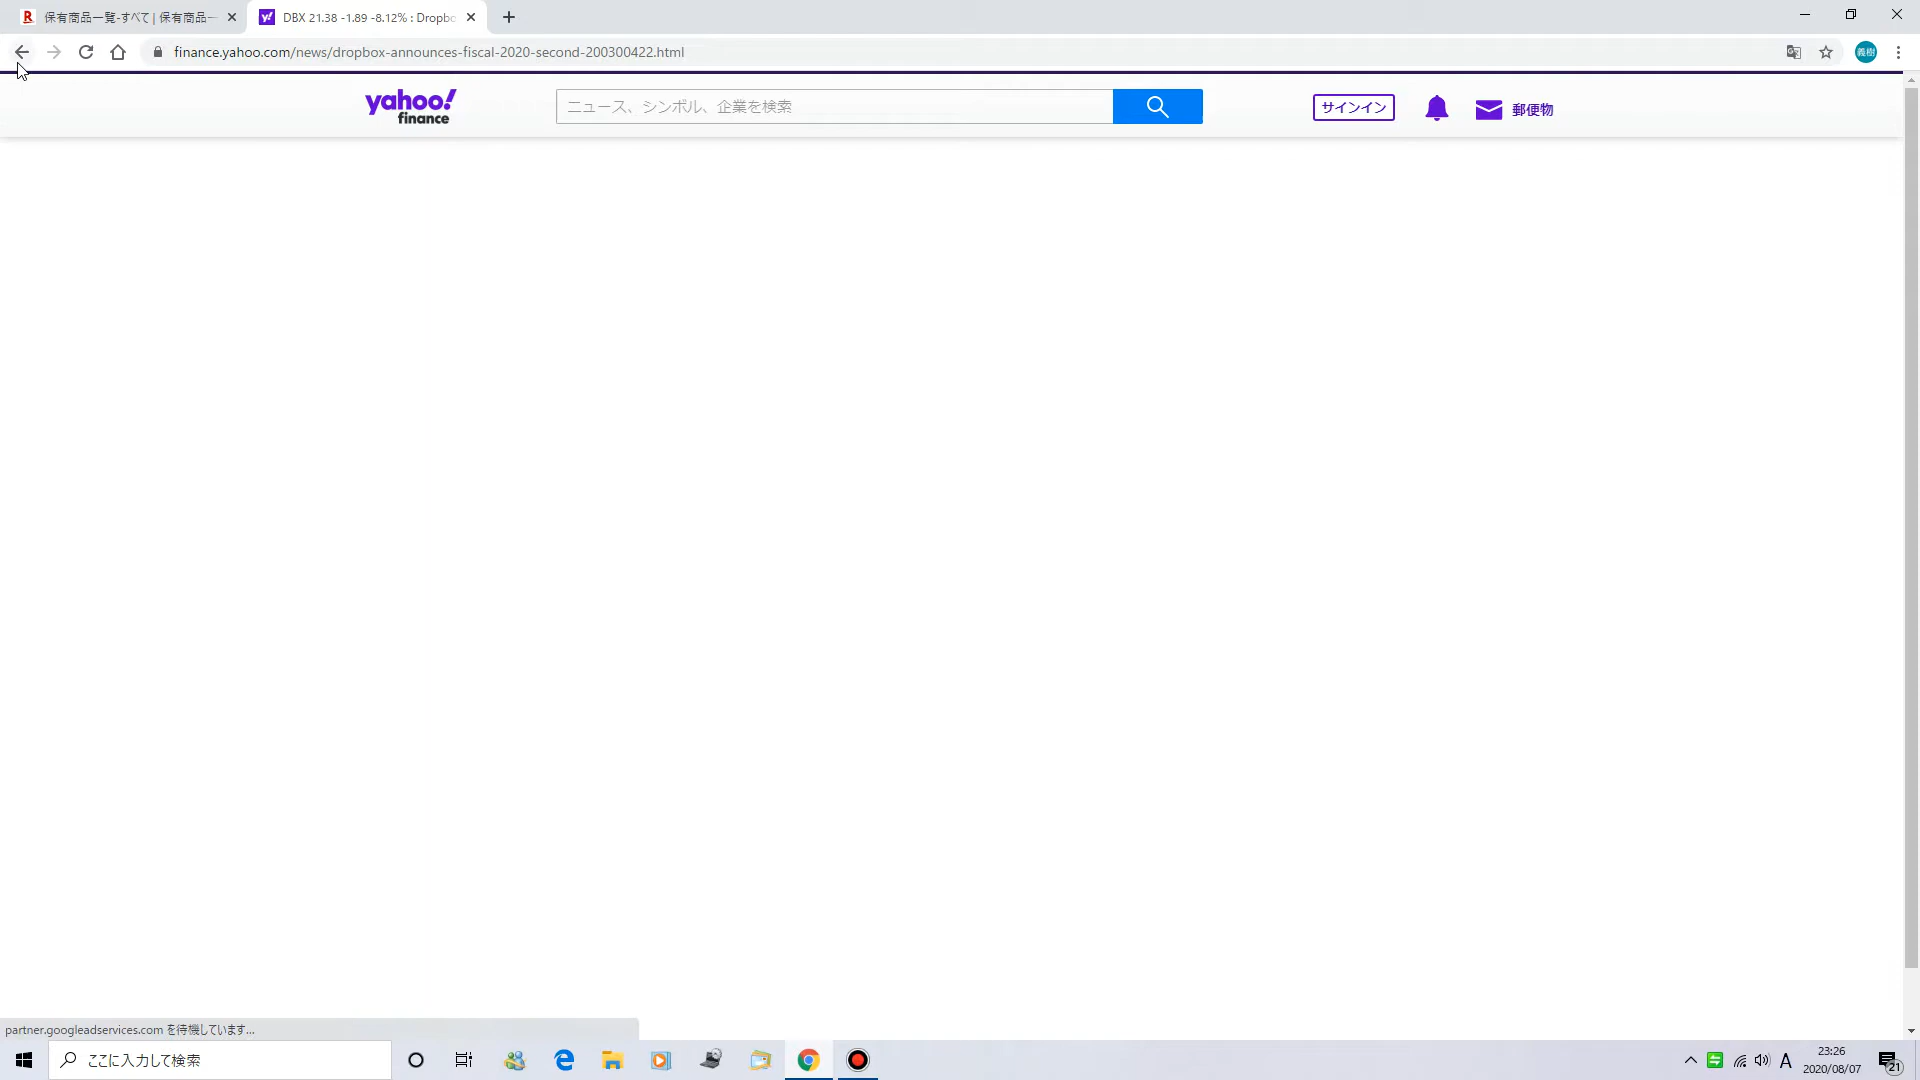 保有商品一覧-すべて | 保有商品一
DBX 21.38 -1.89 -8.12% : Dropbo
finance.yahoo.com/news/dropbox-announces-fiscal-2020-second-200300422.html
義樹
yahoo!
finance
ニュース、シンボル、企業を検索
サインイン
郵便物
partner.googleadservices.com を待機しています...
ここに入力して検索
A
23:26
2020/08/07
21